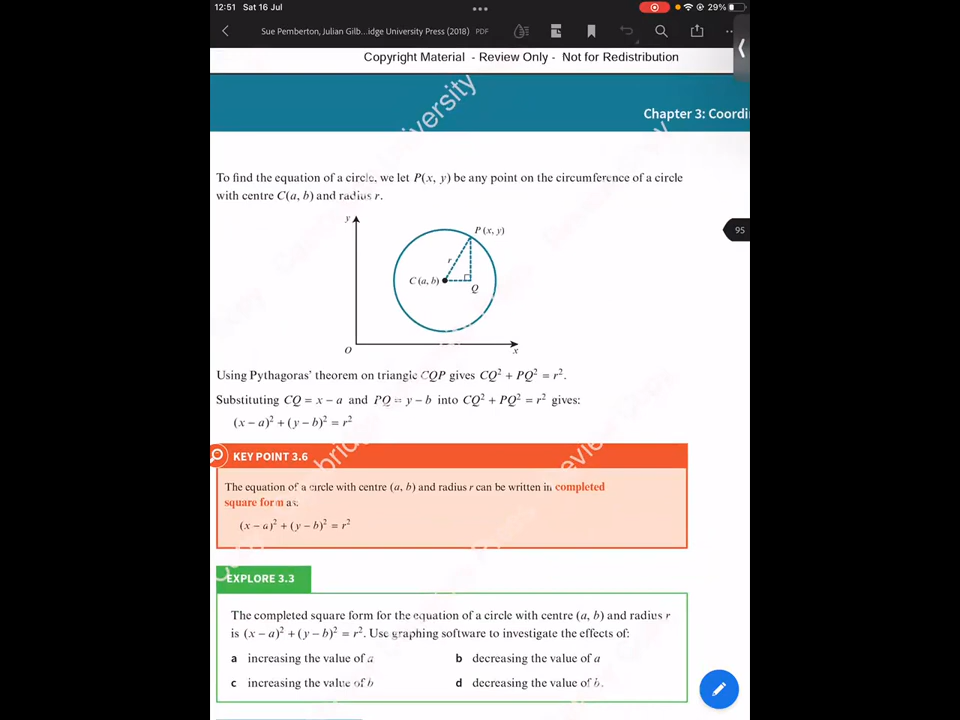 12:51 Sat 16 Jul
29%
Sue Pemberton, Julian Gilb...idge University Press (2018) PDF
Copyright Material - Review Only - Not for Redistribution
Chapter 3: Coordi
95
To find the equation of a circle, we let P(x, y) be any point on the circumference of a circle
with centre C(a, b) and radius r.
y
P (x, y)
r
C (a, b)
Q
O
x
Using Pythagoras' theorem on triangle CQP gives CQ² + PQ² = r².
Substituting CQ = x − a and PQ = y − b into CQ² + PQ² = r² gives:
(x − a)² + (y − b)² = r²
KEY POINT 3.6
The equation of a circle with centre (a, b) and radius r can be written in completed
square form as:
(x − a)² + (y − b)² = r²
EXPLORE 3.3
The completed square form for the equation of a circle with centre (a, b) and radius r
is (x − a)² + (y − b)² = r². Use graphing software to investigate the effects of:
a increasing the value of a
b decreasing the value of a
c increasing the value of b
d decreasing the value of b.